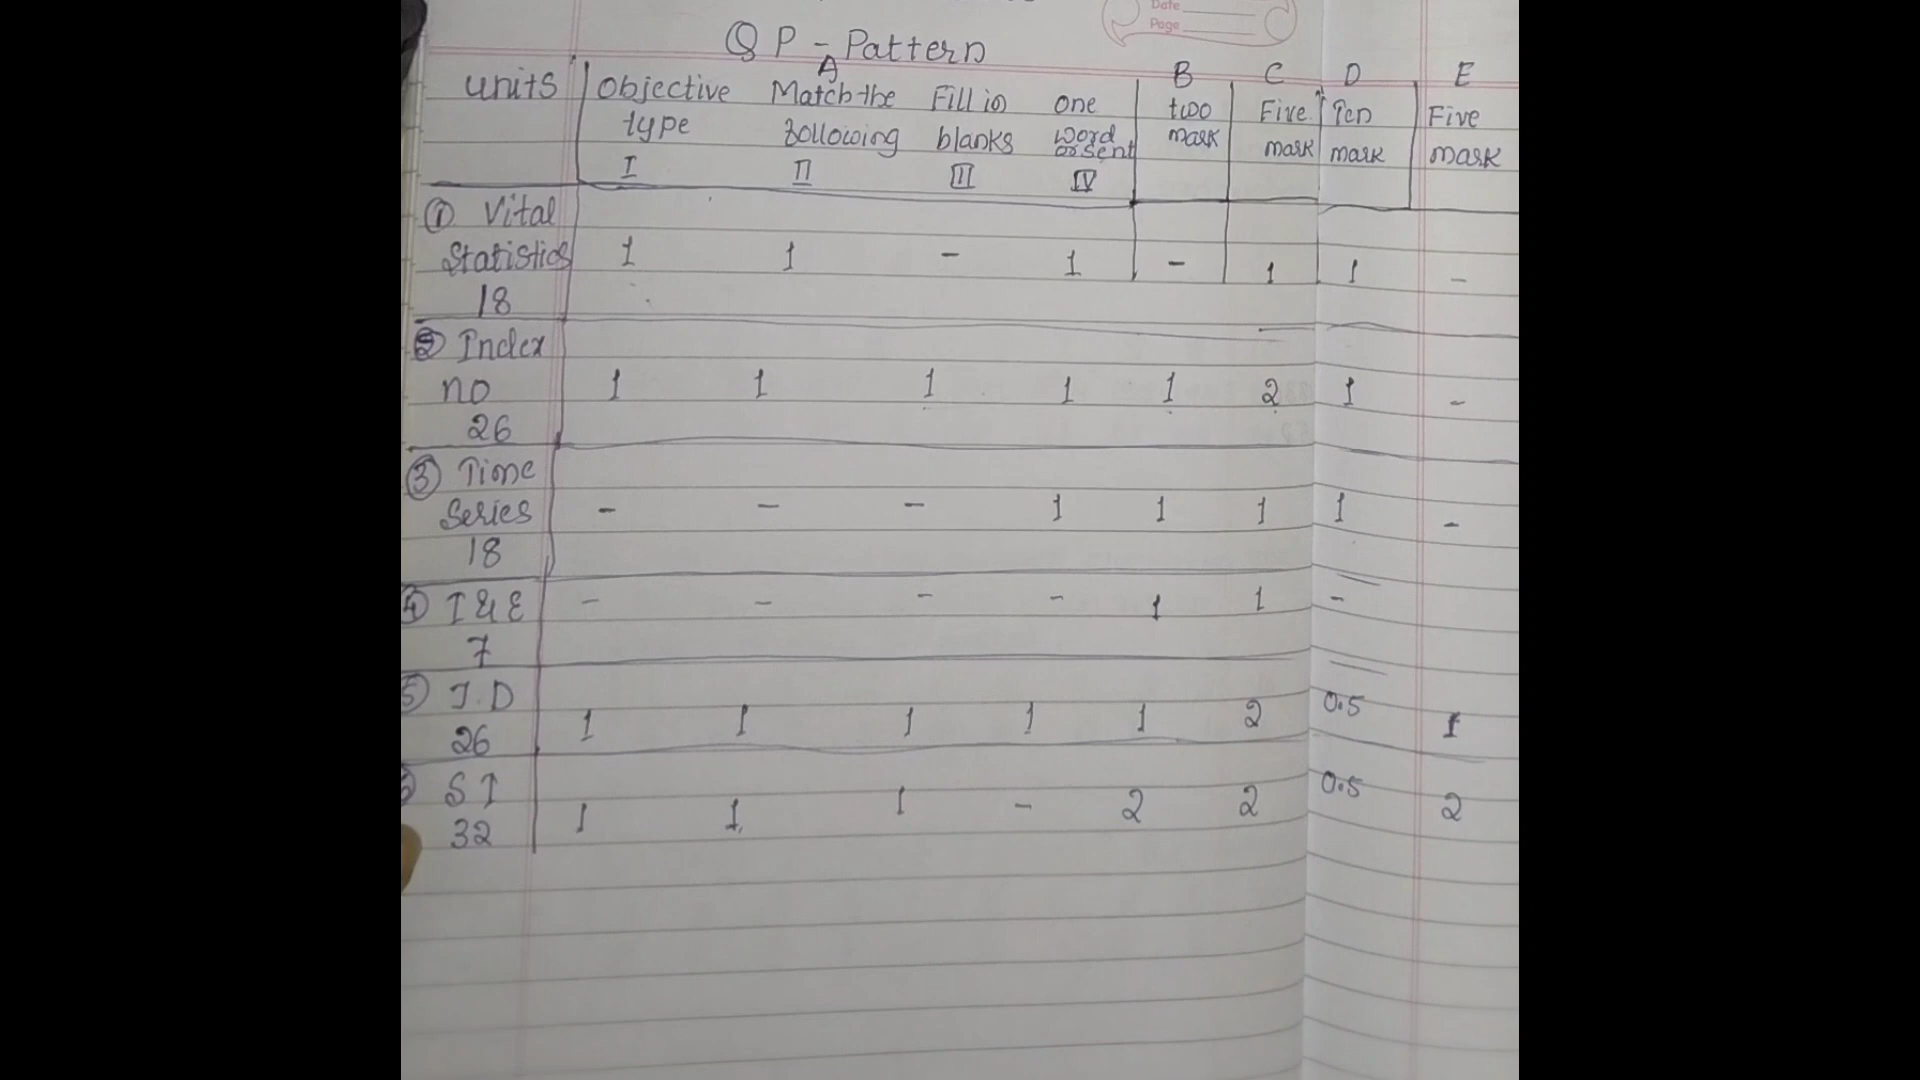 Date
Page
QP - Pattern
A B C D E
units Objective Match the Fill in one two Five Ten Five
type following blanks word mark mark mark mark
or sent
I II III IV
① Vital
Statistics 1 1 - 1 - 1 1 -
18
② Index
no 1 1 1 1 1 2 1 -
26
③ Time
Series - - - 1 1 1 1 -
18
④ I & E - - - - 1 1 -
7
⑤ I.D 0.5
26 1 1 1 1 1 2 1
S I 1 1 1 - 2 2 0.5 2
32